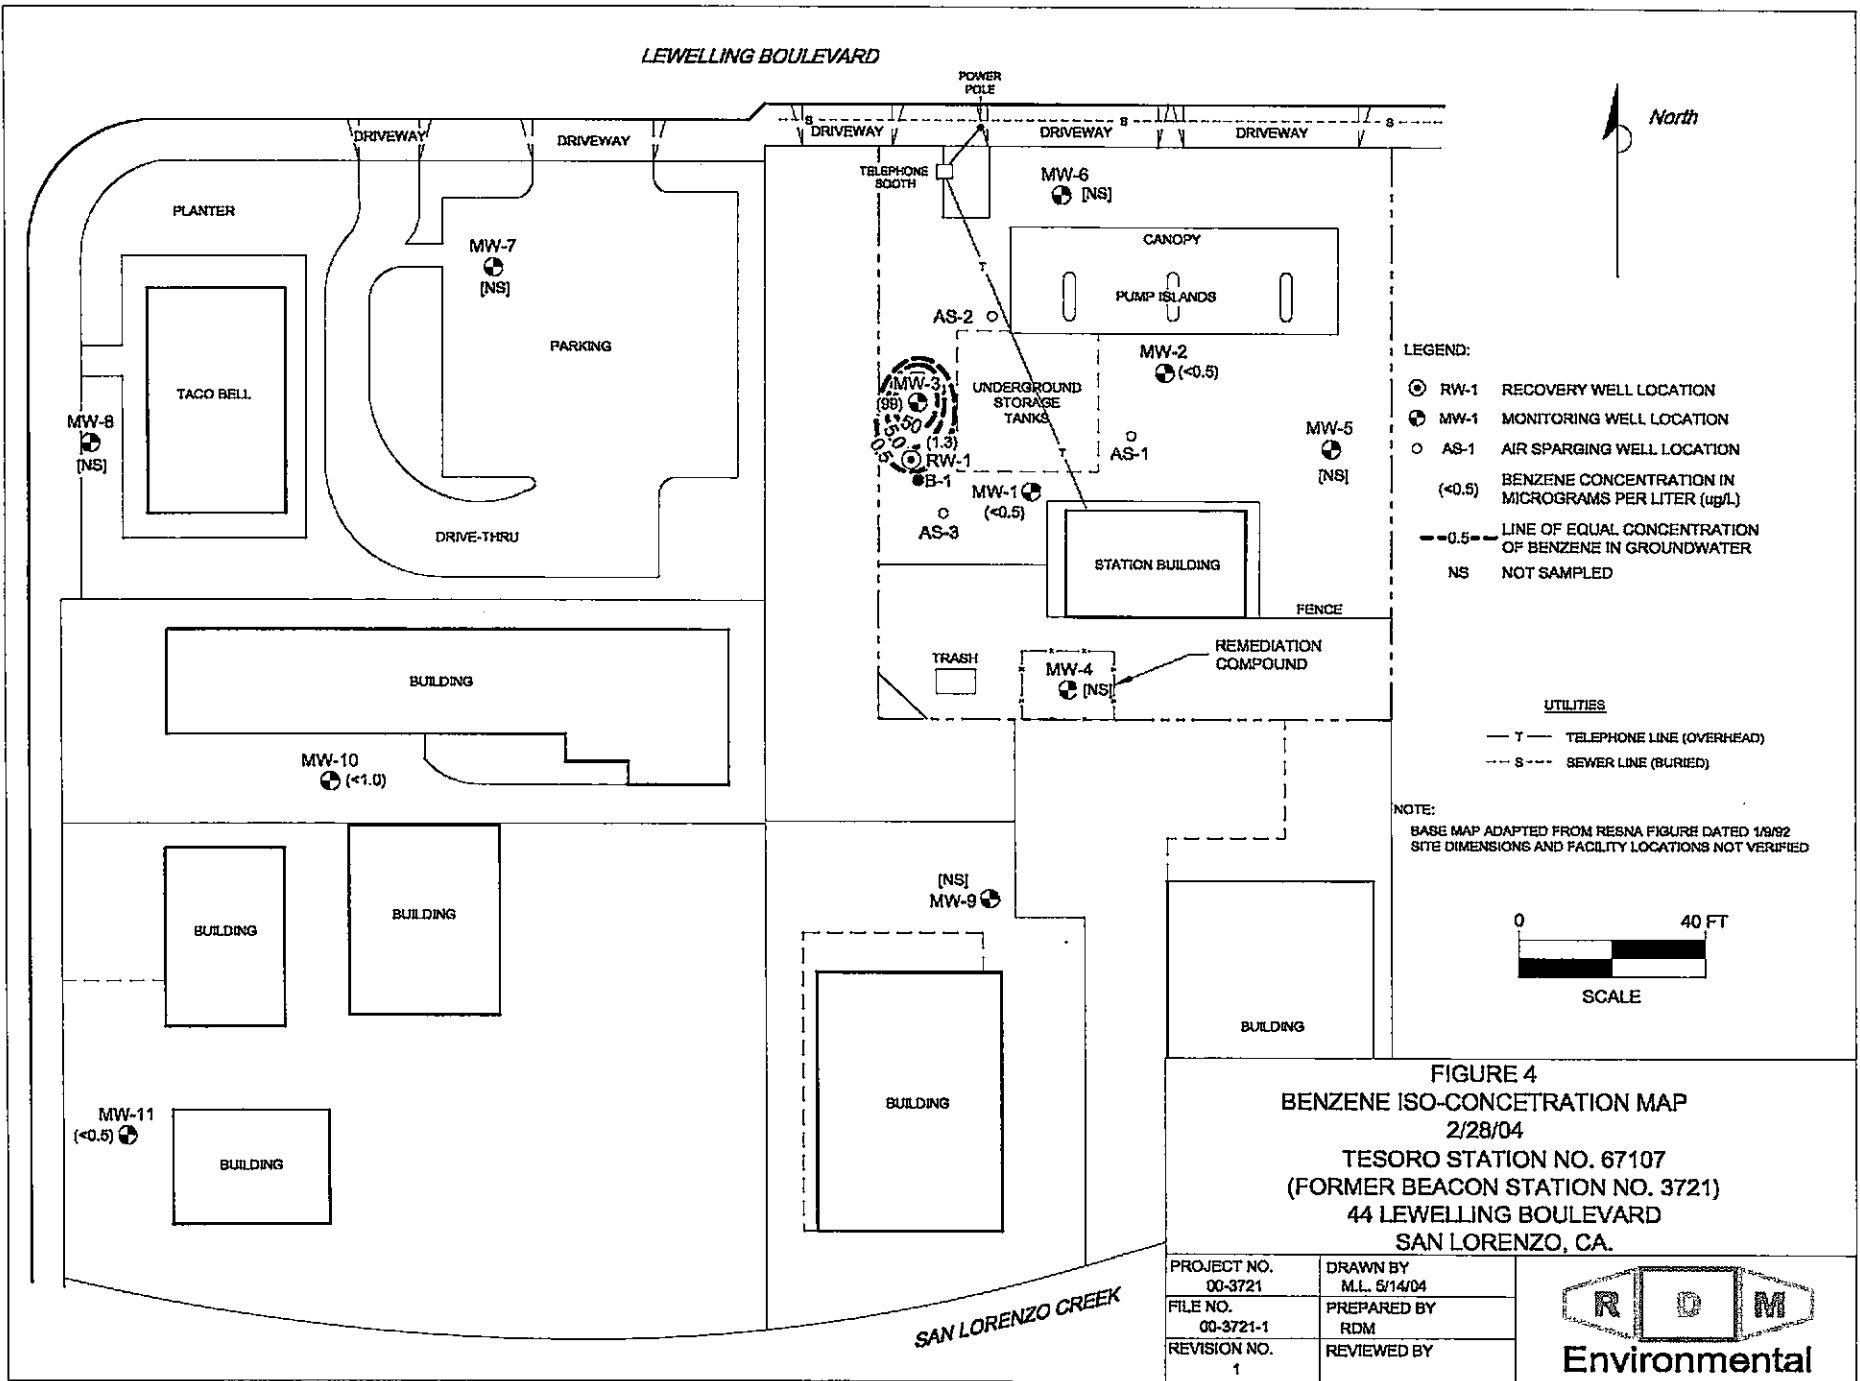 LEWELLING BOULEVARD
POWER
POLE
S
S
S
DRIVEWAY
DRIVEWAY
DRIVEWAY
DRIVEWAY
DRIVEWAY
North
TELEPHONE
BOOTH
MW-6
[NS]
PLANTER
MW-7
[NS]
CANOPY
T
PUMP ISLANDS
AS-2
PARKING
MW-2
(<0.5)
TACO BELL
MW-3
(99)
50
5.0
0.5
(1.3)
RW-1
B-1
UNDERGROUND
STORAGE
TANKS
T
AS-1
MW-5
[NS]
MW-8
[NS]
MW-1
(<0.5)
AS-3
DRIVE-THRU
STATION BUILDING
FENCE
LEGEND:
RW-1 RECOVERY WELL LOCATION
MW-1 MONITORING WELL LOCATION
AS-1 AIR SPARGING WELL LOCATION
(<0.5) BENZENE CONCENTRATION IN
MICROGRAMS PER LITER (ug/L)
0.5 LINE OF EQUAL CONCENTRATION
OF BENZENE IN GROUNDWATER
NS NOT SAMPLED
TRASH
MW-4
[NS]
REMEDIATION
COMPOUND
BUILDING
MW-10
(<1.0)
UTILITIES
T TELEPHONE LINE (OVERHEAD)
S SEWER LINE (BURIED)
NOTE:
BASE MAP ADAPTED FROM RESNA FIGURE DATED 1/9/92
SITE DIMENSIONS AND FACILITY LOCATIONS NOT VERIFIED
[NS]
MW-9
BUILDING
BUILDING
0 40 FT
SCALE
BUILDING
BUILDING
MW-11
(<0.5)
BUILDING
SAN LORENZO CREEK
FIGURE 4
BENZENE ISO-CONCETRATION MAP
2/28/04
TESORO STATION NO. 67107
(FORMER BEACON STATION NO. 3721)
44 LEWELLING BOULEVARD
SAN LORENZO, CA.
PROJECT NO.
00-3721
DRAWN BY
M.L. 5/14/04
FILE NO.
00-3721-1
PREPARED BY
RDM
REVISION NO.
1
REVIEWED BY
R D M
Environmental